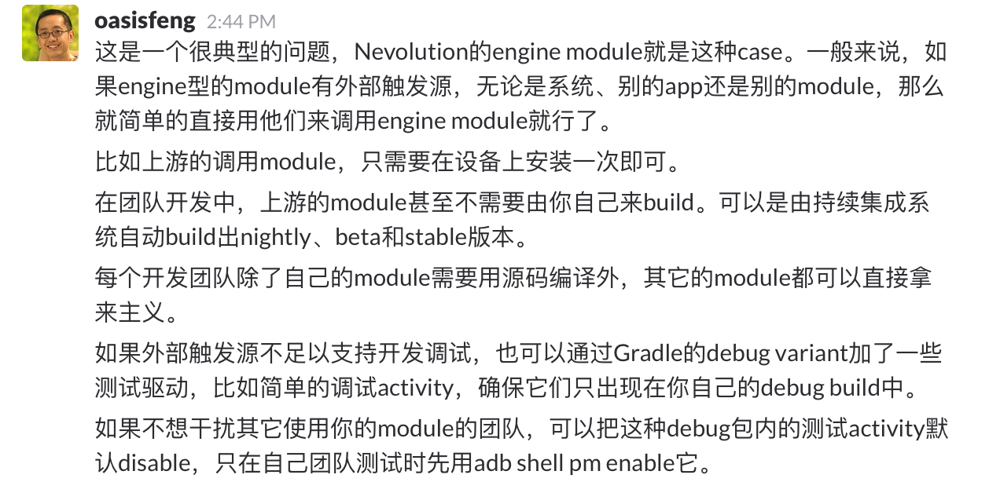 oasisfeng 2:44 PM
这是一个很典型的问题，Nevolution的engine module就是这种case。一般来说，如
果engine型的module有外部触发源，无论是系统、别的app还是别的module，那么
就简单的直接用他们来调用engine module就行了。
比如上游的调用module，只需要在设备上安装一次即可。
在团队开发中，上游的module甚至不需要由你自己来build。可以是由持续集成系
统自动build出nightly、beta和stable版本。
每个开发团队除了自己的module需要用源码编译外，其它的module都可以直接拿
来主义。
如果外部触发源不足以支持开发调试，也可以通过Gradle的debug variant加了一些
测试驱动，比如简单的调试activity，确保它们只出现在你自己的debug build中。
如果不想干扰其它使用你的module的团队，可以把这种debug包内的测试activity默
认disable，只在自己团队测试时先用adb shell pm enable它。